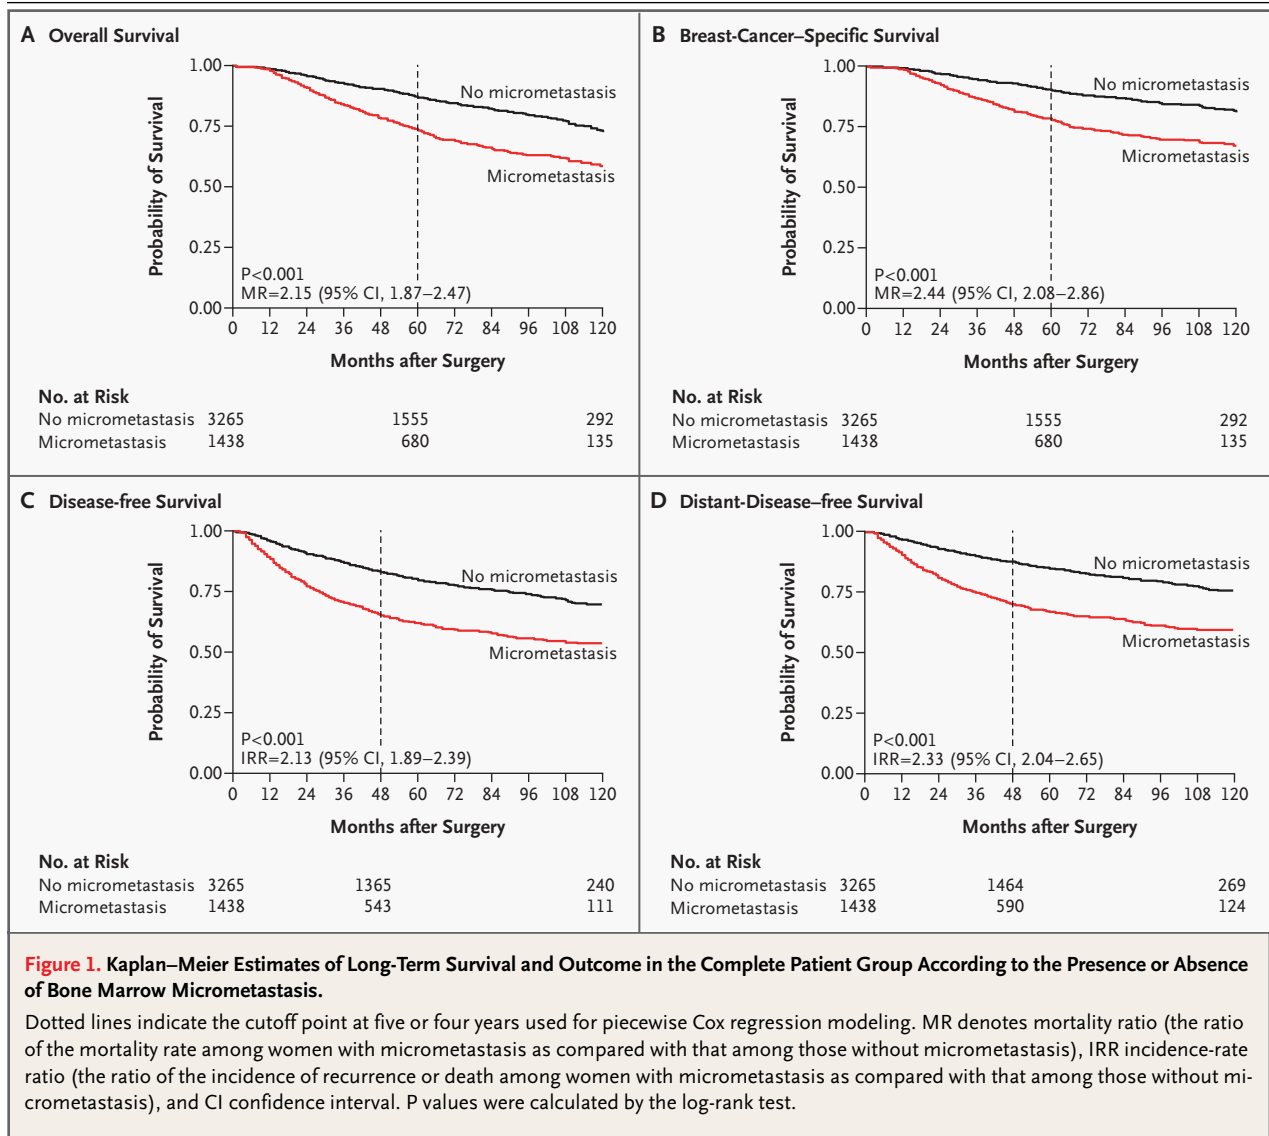 A Overall Survival
1.00
0.75
0.50
0.25
0.00
Probability of Survival
No micrometastasis
Micrometastasis
P<0.001
MR=2.15 (95% CI, 1.87–2.47)
0 12 24 36 48 60 72 84 96 108 120
Months after Surgery
No. at Risk
No micrometastasis 3265 1555 292
Micrometastasis 1438 680 135
B Breast-Cancer–Specific Survival
1.00
0.75
0.50
0.25
0.00
Probability of Survival
No micrometastasis
Micrometastasis
P<0.001
MR=2.44 (95% CI, 2.08–2.86)
0 12 24 36 48 60 72 84 96 108 120
Months after Surgery
No. at Risk
No micrometastasis 3265 1555 292
Micrometastasis 1438 680 135
C Disease-free Survival
1.00
0.75
0.50
0.25
0.00
Probability of Survival
No micrometastasis
Micrometastasis
P<0.001
IRR=2.13 (95% CI, 1.89–2.39)
0 12 24 36 48 60 72 84 96 108 120
Months after Surgery
No. at Risk
No micrometastasis 3265 1365 240
Micrometastasis 1438 543 111
D Distant-Disease–free Survival
1.00
0.75
0.50
0.25
0.00
Probability of Survival
No micrometastasis
Micrometastasis
P<0.001
IRR=2.33 (95% CI, 2.04–2.65)
0 12 24 36 48 60 72 84 96 108 120
Months after Surgery
No. at Risk
No micrometastasis 3265 1464 269
Micrometastasis 1438 590 124
Figure 1. Kaplan–Meier Estimates of Long-Term Survival and Outcome in the Complete Patient Group According to the Presence or Absence
of Bone Marrow Micrometastasis.
Dotted lines indicate the cutoff point at five or four years used for piecewise Cox regression modeling. MR denotes mortality ratio (the ratio
of the mortality rate among women with micrometastasis as compared with that among those without micrometastasis), IRR incidence-rate
ratio (the ratio of the incidence of recurrence or death among women with micrometastasis as compared with that among those without mi-
crometastasis), and CI confidence interval. P values were calculated by the log-rank test.